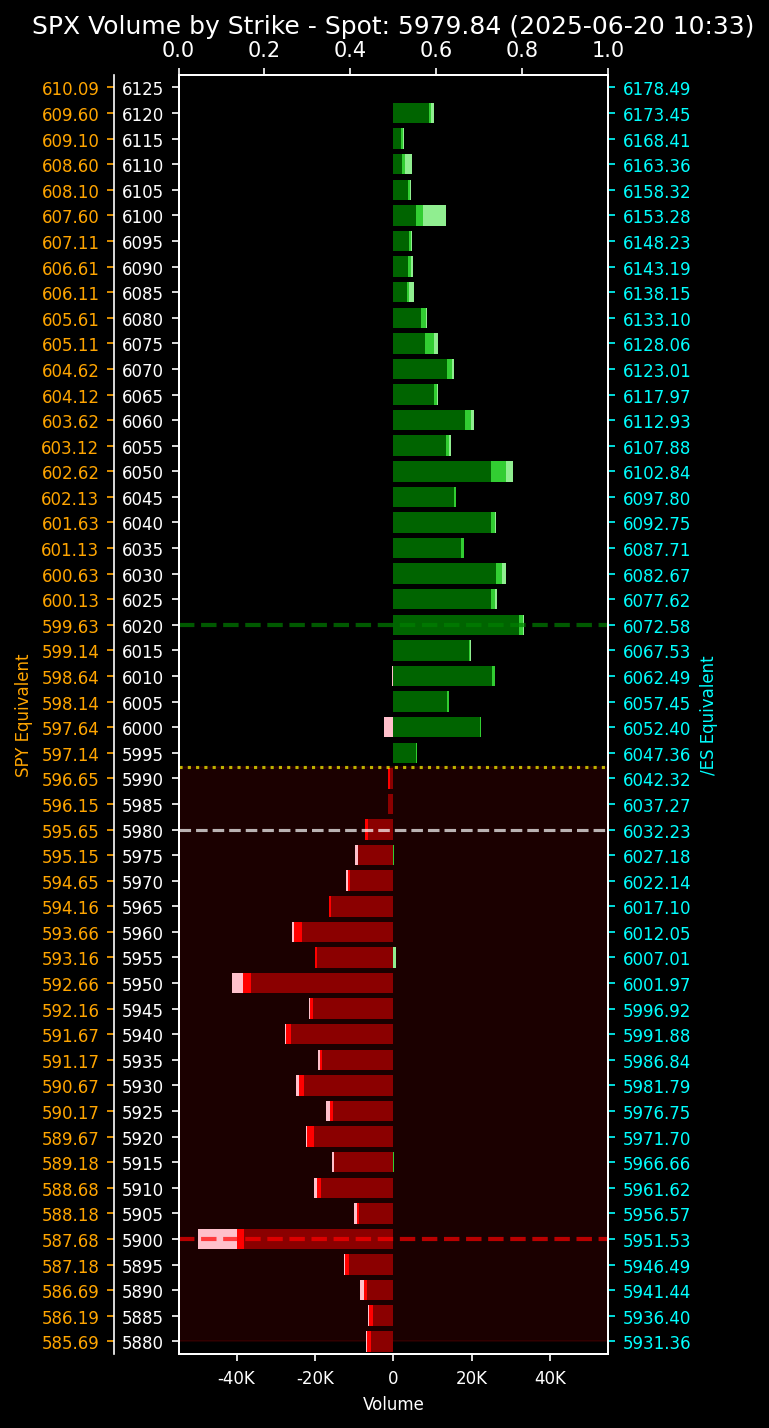 SPX Volume by Strike - Spot: 5979.84 (2025-06-20 10:33)
0.0 0.2 0.4 0.6 0.8 1.0
610.09 6125 6178.49
609.60 6120 6173.45
609.10 6115 6168.41
608.60 6110 6163.36
608.10 6105 6158.32
607.60 6100 6153.28
607.11 6095 6148.23
606.61 6090 6143.19
606.11 6085 6138.15
605.61 6080 6133.10
605.11 6075 6128.06
604.62 6070 6123.01
604.12 6065 6117.97
603.62 6060 6112.93
603.12 6055 6107.88
602.62 6050 6102.84
602.13 6045 6097.80
601.63 6040 6092.75
601.13 6035 6087.71
600.63 6030 6082.67
600.13 6025 6077.62
599.63 6020 6072.58
599.14 6015 6067.53
598.64 6010 6062.49
598.14 6005 6057.45
597.64 6000 6052.40
597.14 5995 6047.36
596.65 5990 6042.32
596.15 5985 6037.27
595.65 5980 6032.23
595.15 5975 6027.18
594.65 5970 6022.14
594.16 5965 6017.10
593.66 5960 6012.05
593.16 5955 6007.01
592.66 5950 6001.97
592.16 5945 5996.92
591.67 5940 5991.88
591.17 5935 5986.84
590.67 5930 5981.79
590.17 5925 5976.75
589.67 5920 5971.70
589.18 5915 5966.66
588.68 5910 5961.62
588.18 5905 5956.57
587.68 5900 5951.53
587.18 5895 5946.49
586.69 5890 5941.44
586.19 5885 5936.40
585.69 5880 5931.36
SPY Equivalent
/ES Equivalent
-40K -20K 0 20K 40K
Volume